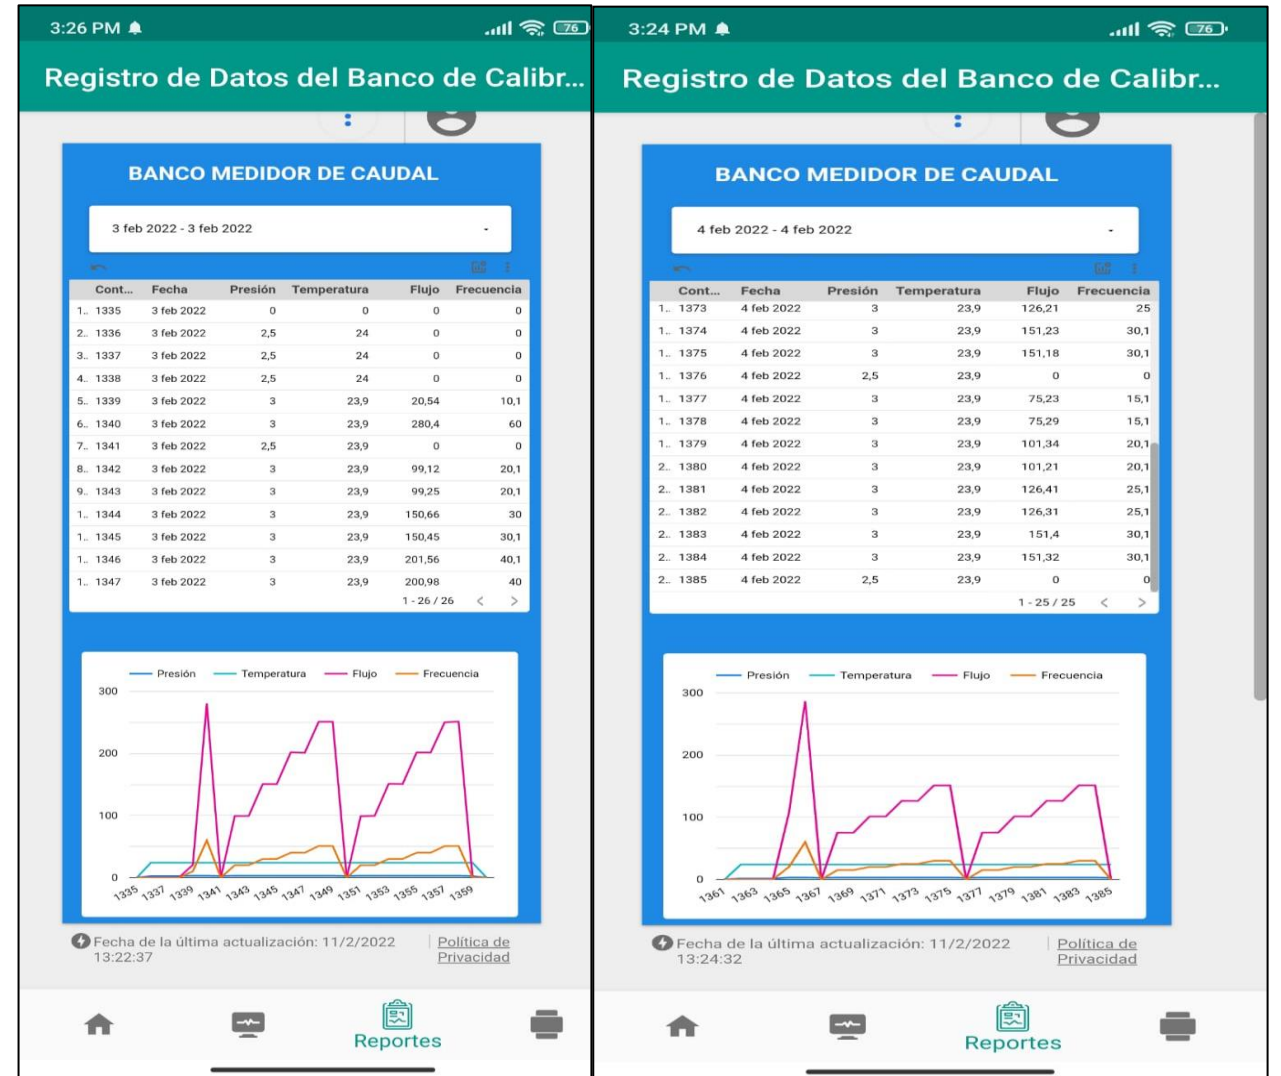 3:26 PM 76
Registro de Datos del Banco de Calibr...
BANCO MEDIDOR DE CAUDAL
3 feb 2022 - 3 feb 2022
Cont... Fecha Presión Temperatura Flujo Frecuencia
1.. 1335 3 feb 2022 0 0 0 0
2.. 1336 3 feb 2022 2,5 24 0 0
3.. 1337 3 feb 2022 2,5 24 0 0
4.. 1338 3 feb 2022 2,5 24 0 0
5.. 1339 3 feb 2022 3 23,9 20,54 10,1
6.. 1340 3 feb 2022 3 23,9 280,4 60
7.. 1341 3 feb 2022 2,5 23,9 0 0
8.. 1342 3 feb 2022 3 23,9 99,12 20,1
9.. 1343 3 feb 2022 3 23,9 99,25 20,1
1.. 1344 3 feb 2022 3 23,9 150,66 30
1.. 1345 3 feb 2022 3 23,9 150,45 30,1
1.. 1346 3 feb 2022 3 23,9 201,56 40,1
1.. 1347 3 feb 2022 3 23,9 200,98 40
1 - 26 / 26 < >
Presión Temperatura Flujo Frecuencia
300
200
100
0
1335 1337 1339 1341 1343 1345 1347 1349 1351 1353 1355 1357 1359
Fecha de la última actualización: 11/2/2022
13:22:37
Política de
Privacidad
Reportes
3:24 PM 76
Registro de Datos del Banco de Calibr...
BANCO MEDIDOR DE CAUDAL
4 feb 2022 - 4 feb 2022
Cont... Fecha Presión Temperatura Flujo Frecuencia
1.. 1373 4 feb 2022 3 23,9 126,21 25
1.. 1374 4 feb 2022 3 23,9 151,23 30,1
1.. 1375 4 feb 2022 3 23,9 151,18 30,1
1.. 1376 4 feb 2022 2,5 23,9 0 0
1.. 1377 4 feb 2022 3 23,9 75,23 15,1
1.. 1378 4 feb 2022 3 23,9 75,29 15,1
1.. 1379 4 feb 2022 3 23,9 101,34 20,1
2.. 1380 4 feb 2022 3 23,9 101,21 20,1
2.. 1381 4 feb 2022 3 23,9 126,41 25,1
2.. 1382 4 feb 2022 3 23,9 126,31 25,1
2.. 1383 4 feb 2022 3 23,9 151,4 30,1
2.. 1384 4 feb 2022 3 23,9 151,32 30,1
2.. 1385 4 feb 2022 2,5 23,9 0 0
1 - 25 / 25 < >
Presión Temperatura Flujo Frecuencia
300
200
100
0
1361 1363 1365 1367 1369 1371 1373 1375 1377 1379 1381 1383 1385
Fecha de la última actualización: 11/2/2022
13:24:32
Política de
Privacidad
Reportes